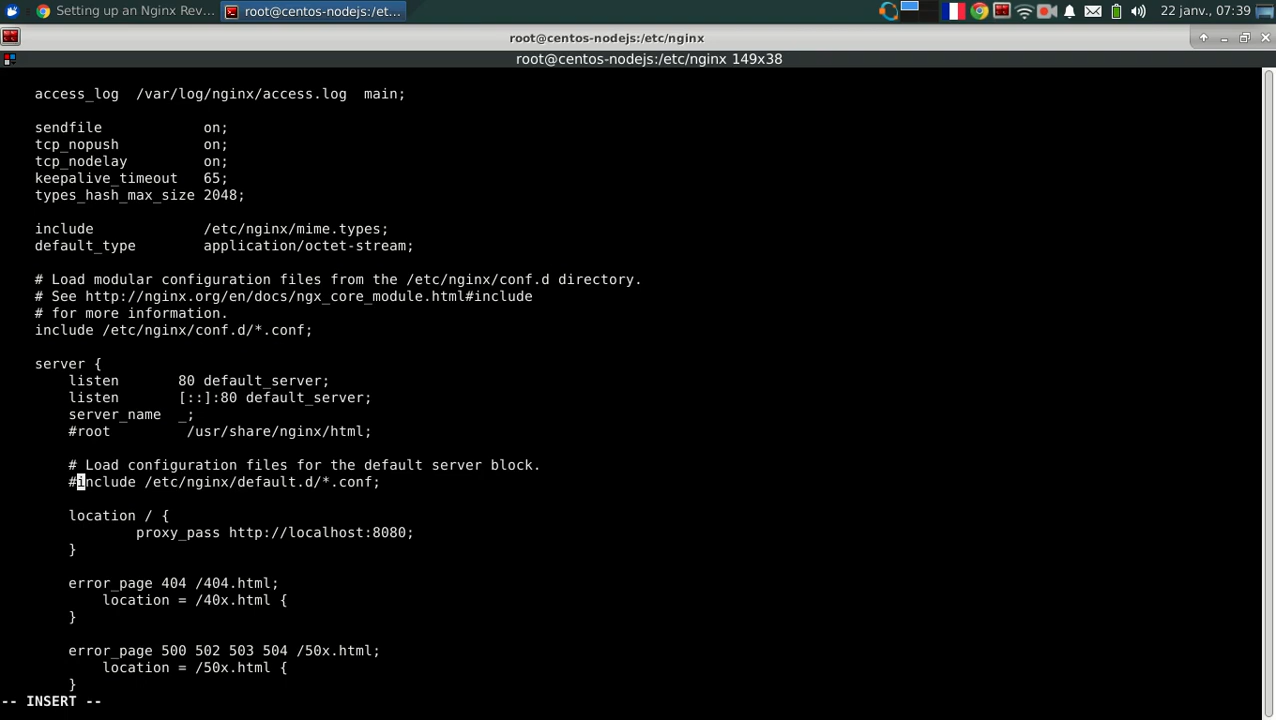 Setting up an Nginx Rev...
root@centos-nodejs:/et...
22 janv., 07:39
root@centos-nodejs:/etc/nginx
root@centos-nodejs:/etc/nginx 149x38
access_log  /var/log/nginx/access.log  main;
sendfile            on;
tcp_nopush          on;
tcp_nodelay         on;
keepalive_timeout   65;
types_hash_max_size 2048;
include             /etc/nginx/mime.types;
default_type        application/octet-stream;
# Load modular configuration files from the /etc/nginx/conf.d directory.
# See http://nginx.org/en/docs/ngx_core_module.html#include
# for more information.
include /etc/nginx/conf.d/*.conf;
server {
listen       80 default_server;
listen       [::]:80 default_server;
server_name  _;
#root         /usr/share/nginx/html;
# Load configuration files for the default server block.
#include /etc/nginx/default.d/*.conf;
location / {
proxy_pass http://localhost:8080;
}
error_page 404 /404.html;
location = /40x.html {
}
error_page 500 502 503 504 /50x.html;
location = /50x.html {
}
-- INSERT --